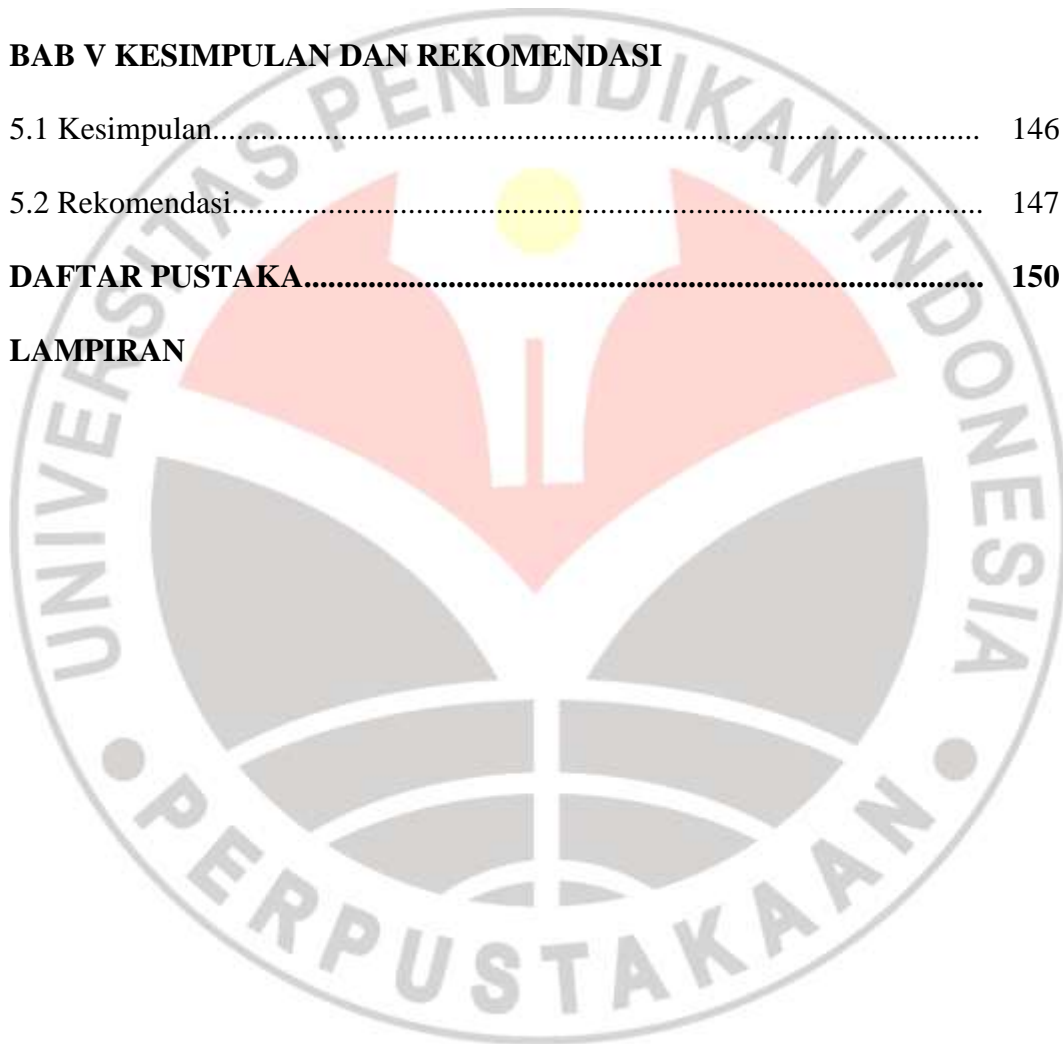 BAB V KESIMPULAN DAN REKOMENDASI
5.1 Kesimpulan................................................................................................ 146
5.2 Rekomendasi.............................................................................................. 147
DAFTAR PUSTAKA..................................................................................... 150
LAMPIRAN
UNIVERSITAS PENDIDIKAN INDONESIA
PERPUSTAKAAN